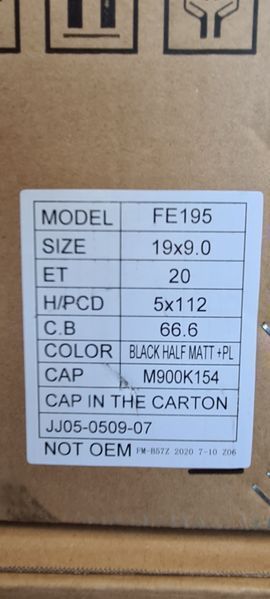 MODEL FE195
SIZE 19x9.0
ET 20
H/PCD 5x112
C.B 66.6
COLOR BLACK HALF MATT +PL
CAP M900K154
CAP IN THE CARTON
JJ05-0509-07
NOT OEM FM-B57Z 2020 7-10 Z06